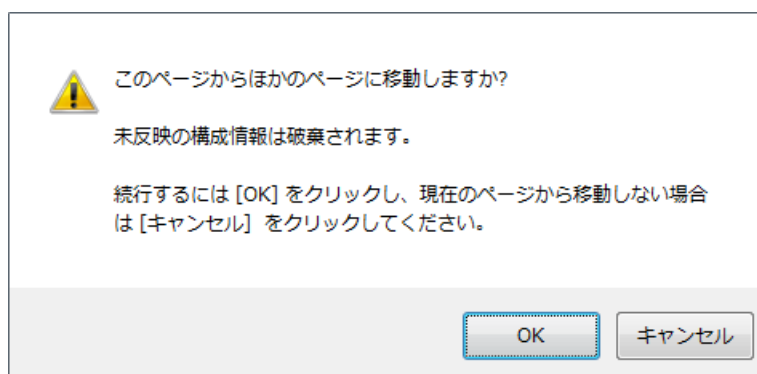 このページからほかのページに移動しますか?
未反映の構成情報は破棄されます。
続行するには [OK] をクリックし、現在のページから移動しない場合
は [キャンセル] をクリックしてください。
OK
キャンセル